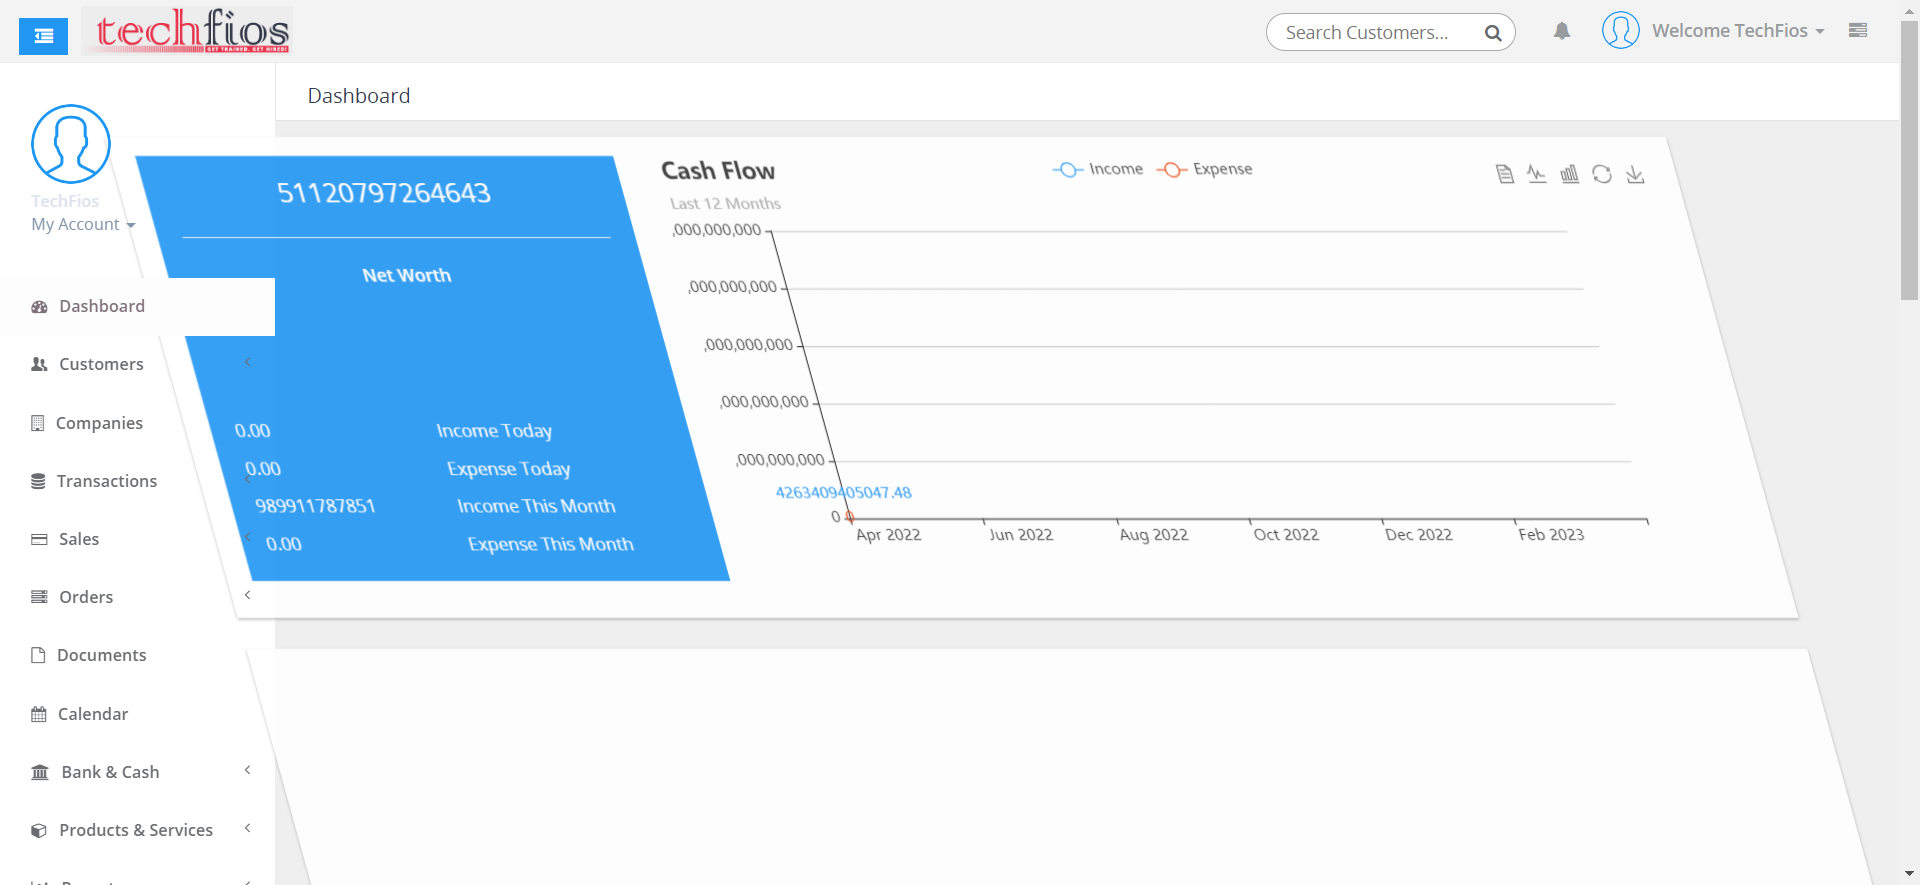 techfios
GET TRAINED. GET HIRED!
Search Customers...
Welcome TechFios
Dashboard
TechFios
My Account
Dashboard
Customers
Companies
Transactions
Sales
Orders
Documents
Calendar
Bank & Cash
Products & Services
51120797264643
Net Worth
0.00 Income Today
0.00 Expense Today
989911787851 Income This Month
0.00 Expense This Month
Cash Flow
Last 12 Months
Income Expense
,000,000,000
,000,000,000
,000,000,000
,000,000,000
,000,000,000
4263409405047.48
0
Apr 2022 Jun 2022 Aug 2022 Oct 2022 Dec 2022 Feb 2023